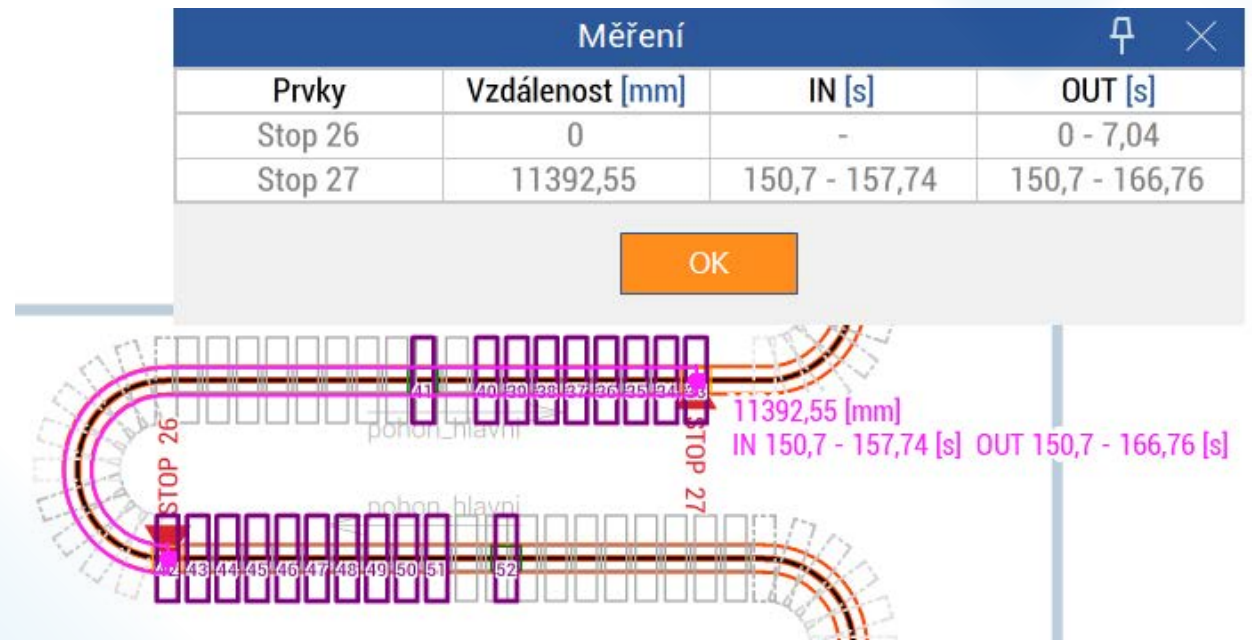 Měření
Prvky Vzdálenost [mm] IN [s] OUT [s]
Stop 26 0 - 0 - 7,04
Stop 27 11392,55 150,7 - 157,74 150,7 - 166,76
OK
41 40 39 38 37 36 35 34 33
11392,55 [mm]
IN 150,7 - 157,74 [s] OUT 150,7 - 166,76 [s]
pohon_hlavni
STOP 26
STOP 27
pohon_hlavni
42 43 44 45 46 47 48 49 50 51 52